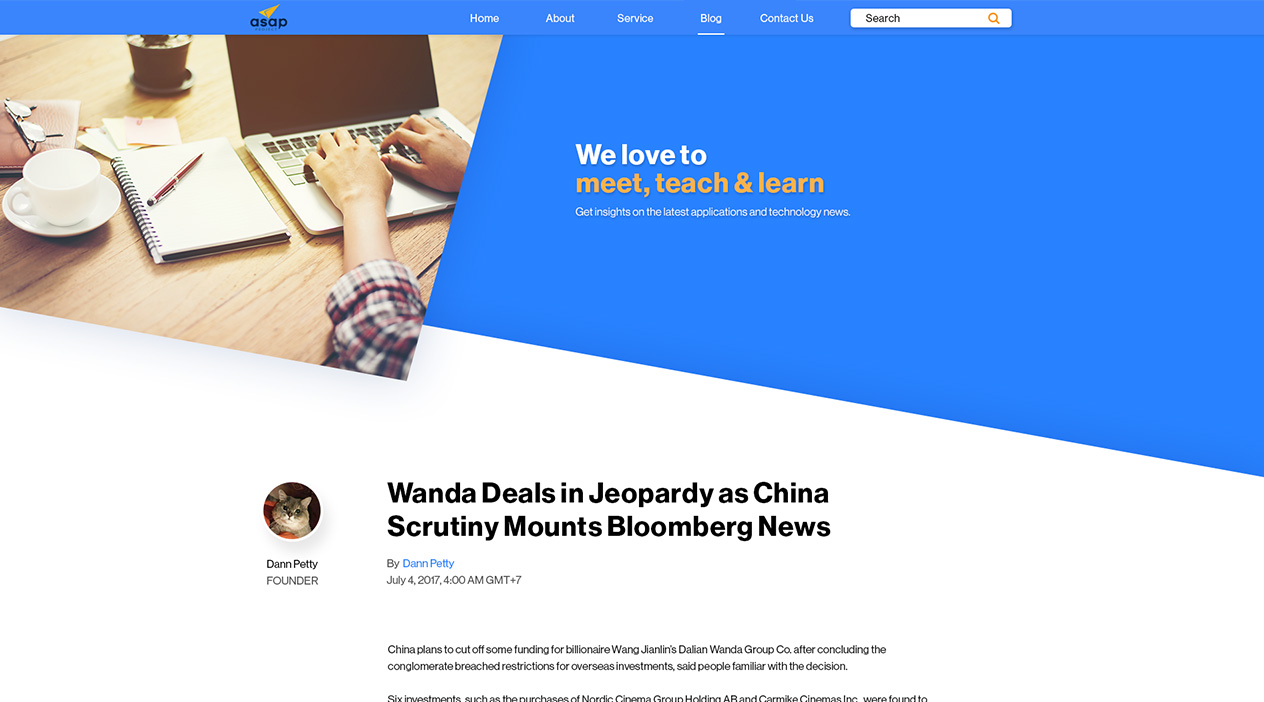 asap
PROJECT
Home
About
Service
Blog
Contact Us
Search
We love to
meet, teach & learn
Get insights on the latest applications and technology news.
Wanda Deals in Jeopardy as China
Scrutiny Mounts Bloomberg News
Dann Petty
FOUNDER
By Dann Petty
July 4, 2017, 4:00 AM GMT+7
China plans to cut off some funding for billionaire Wang Jianlin's Dalian Wanda Group Co. after concluding the
conglomerate breached restrictions for overseas investments, said people familiar with the decision.
Six investments, such as the purchases of Nordic Cinema Group Holding AB and Carmike Cinemas Inc., were found to